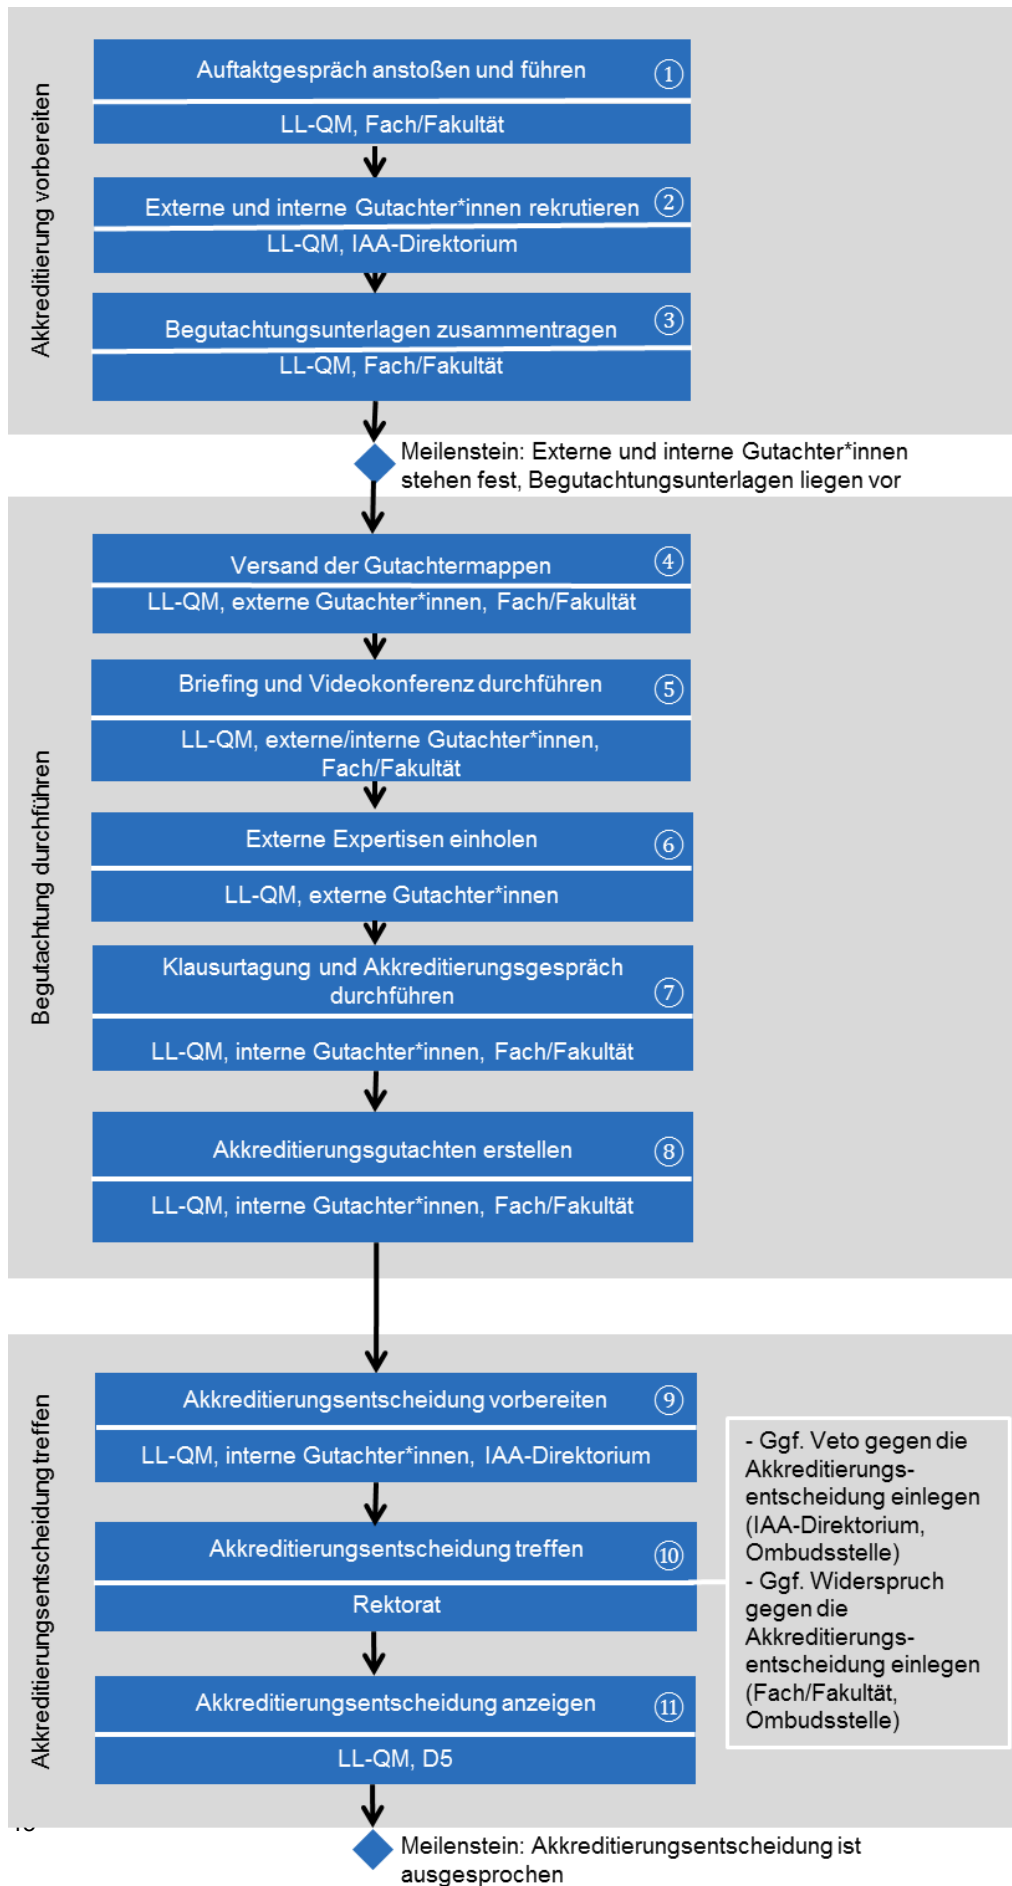 Akkreditierung vorbereiten
Auftaktgespräch anstoßen und führen
①
LL-QM, Fach/Fakultät
Externe und interne Gutachter*innen rekrutieren
②
LL-QM, IAA-Direktorium
Begutachtungsunterlagen zusammentragen
③
LL-QM, Fach/Fakultät
Meilenstein: Externe und interne Gutachter*innen
stehen fest, Begutachtungsunterlagen liegen vor
Begutachtung durchführen
Versand der Gutachtermappen
④
LL-QM, externe Gutachter*innen, Fach/Fakultät
Briefing und Videokonferenz durchführen
⑤
LL-QM, externe/interne Gutachter*innen,
Fach/Fakultät
Externe Expertisen einholen
⑥
LL-QM, externe Gutachter*innen
Klausurtagung und Akkreditierungsgespräch
durchführen
⑦
LL-QM, interne Gutachter*innen, Fach/Fakultät
Akkreditierungsgutachten erstellen
⑧
LL-QM, interne Gutachter*innen, Fach/Fakultät
Akkreditierungsentscheidung treffen
Akkreditierungsentscheidung vorbereiten
⑨
LL-QM, interne Gutachter*innen, IAA-Direktorium
Akkreditierungsentscheidung treffen
⑩
Rektorat
- Ggf. Veto gegen die
Akkreditierungs-
entscheidung einlegen
(IAA-Direktorium,
Ombudsstelle)
- Ggf. Widerspruch
gegen die
Akkreditierungs-
entscheidung einlegen
(Fach/Fakultät,
Ombudsstelle)
Akkreditierungsentscheidung anzeigen
⑪
LL-QM, D5
Meilenstein: Akkreditierungsentscheidung ist
ausgesprochen